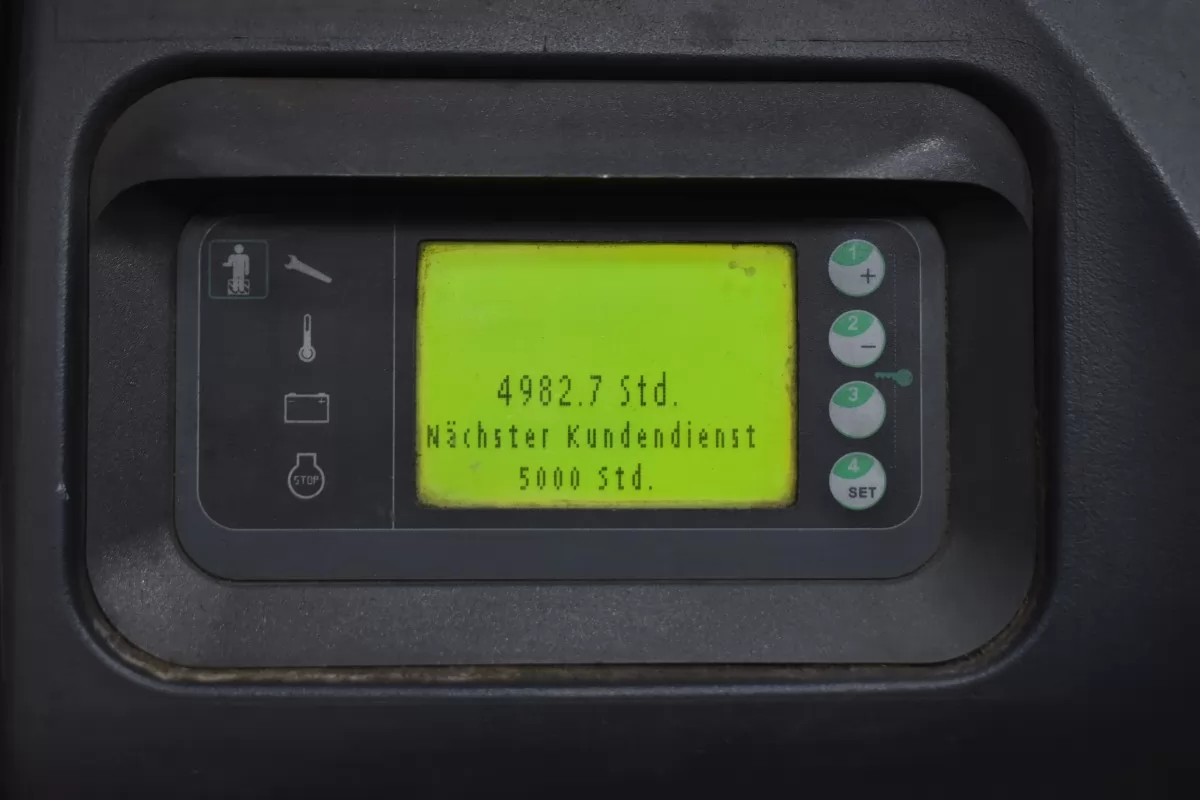 4982.7 Std.
Nächster Kundendienst
5000 Std.
STOP
1
+
2
−
3
4
SET